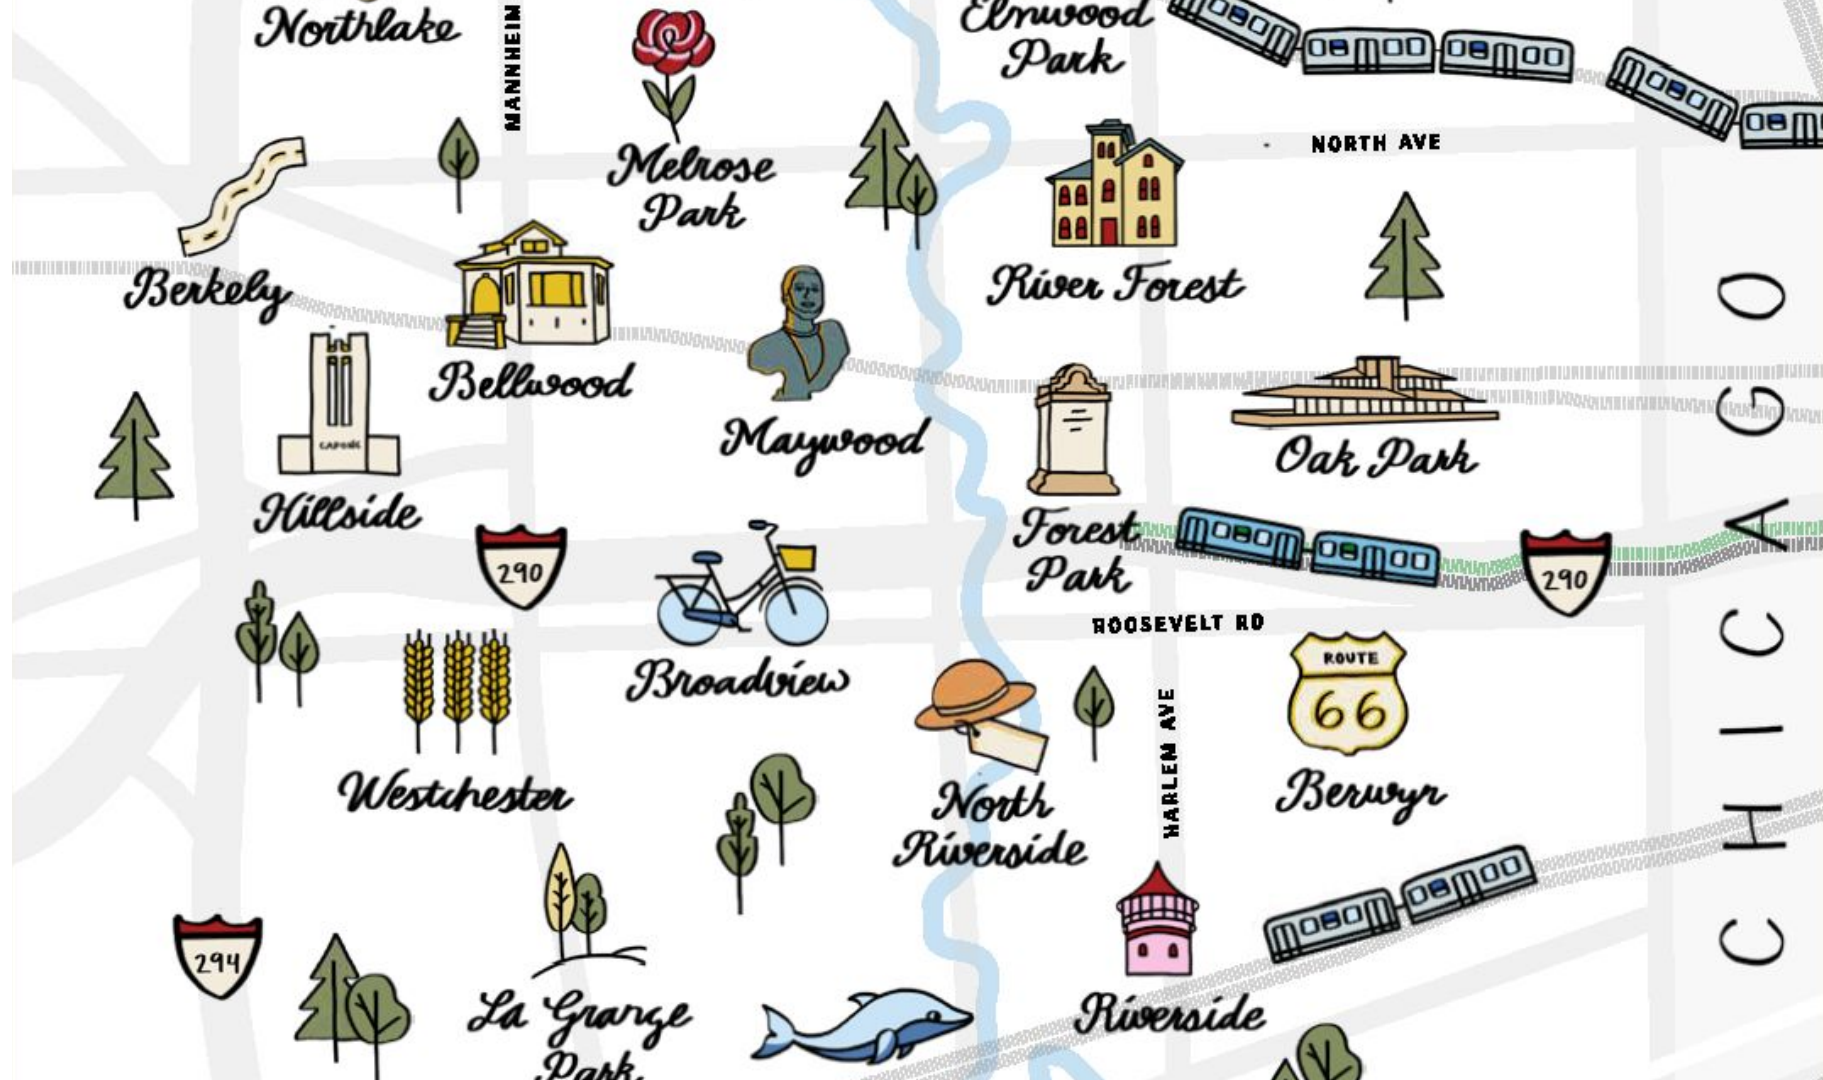 Northlake
MANNHEIM
Elmwood
Park
NORTH AVE
Melrose
Park
Berkely
River Forest
Bellwood
CAPONE
Maywood
Oak Park
Hillside
Forest
Park
290
290
ROOSEVELT RD
ROUTE
66
Broadview
HARLEM AVE
Westchester
North
Riverside
Berwyn
CHICAGO
294
La Grange
Park
Riverside